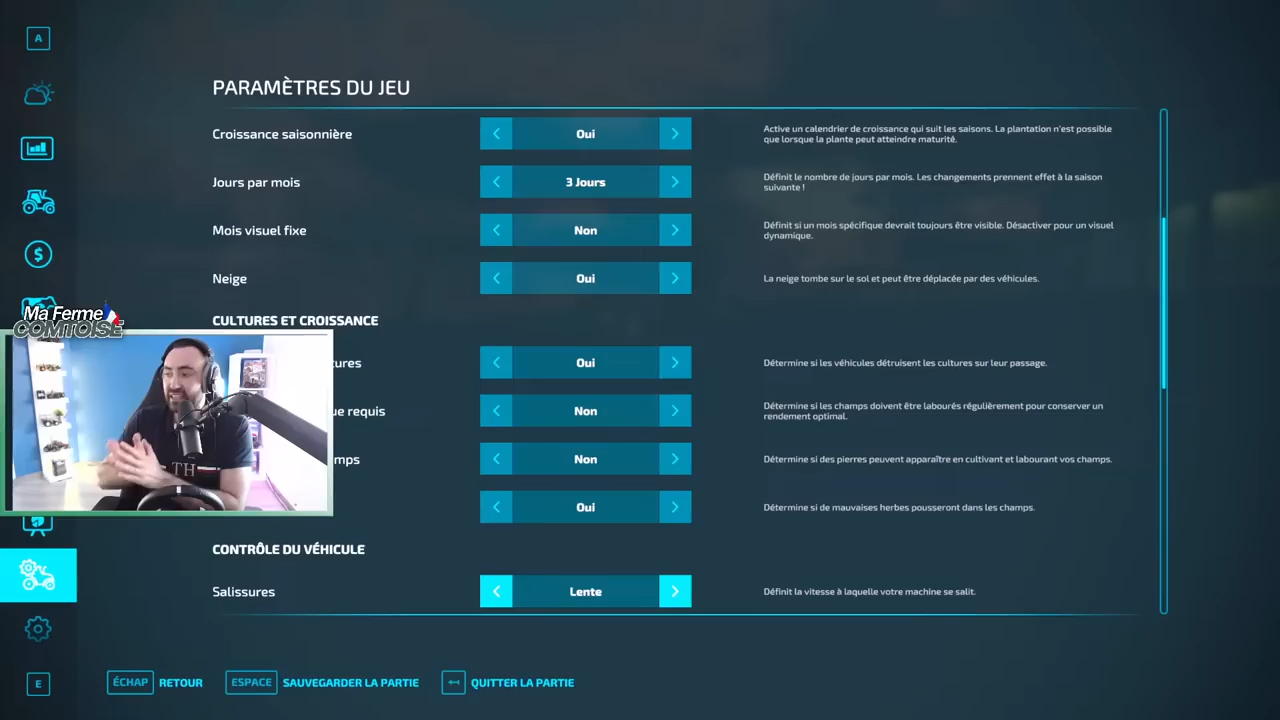 A
PARAMÈTRES DU JEU
Croissance saisonnière
Oui
Active un calendrier de croissance qui suit les saisons. La plantation n'est possible
que lorsque la plante peut atteindre maturité.
Jours par mois
3 Jours
Définit le nombre de jours par mois. Les changements prennent effet à la saison
suivante !
Mois visuel fixe
Non
Définit si un mois spécifique devrait toujours être visible. Désactiver pour un visuel
dynamique.
Neige
Oui
La neige tombe sur le sol et peut être déplacée par des véhicules.
Ma Ferme
COMTOISE
CULTURES ET CROISSANCE
tures
Oui
Détermine si les véhicules détruisent les cultures sur leur passage.
ue requis
Non
Détermine si les champs doivent être labourés régulièrement pour conserver un
rendement optimal.
mps
Non
Détermine si des pierres peuvent apparaître en cultivant et labourant vos champs.
Oui
Détermine si de mauvaises herbes pousseront dans les champs.
CONTRÔLE DU VÉHICULE
Salissures
Lente
Définit la vitesse à laquelle votre machine se salit.
E
ÉCHAP RETOUR
ESPACE SAUVEGARDER LA PARTIE
QUITTER LA PARTIE